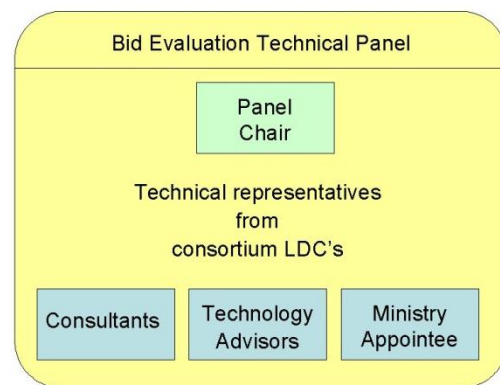 Bid Evaluation Technical Panel
Panel
Chair
Technical representatives
from
consortium LDC's
Consultants
Technology
Advisors
Ministry
Appointee